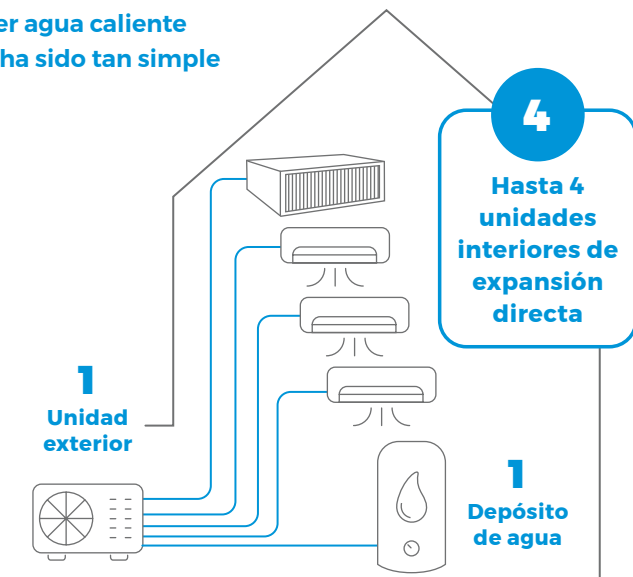 er agua caliente
ha sido tan simple
4
Hasta 4
unidades
interiores de
expansión
directa
1
Unidad
exterior
1
Depósito
de agua